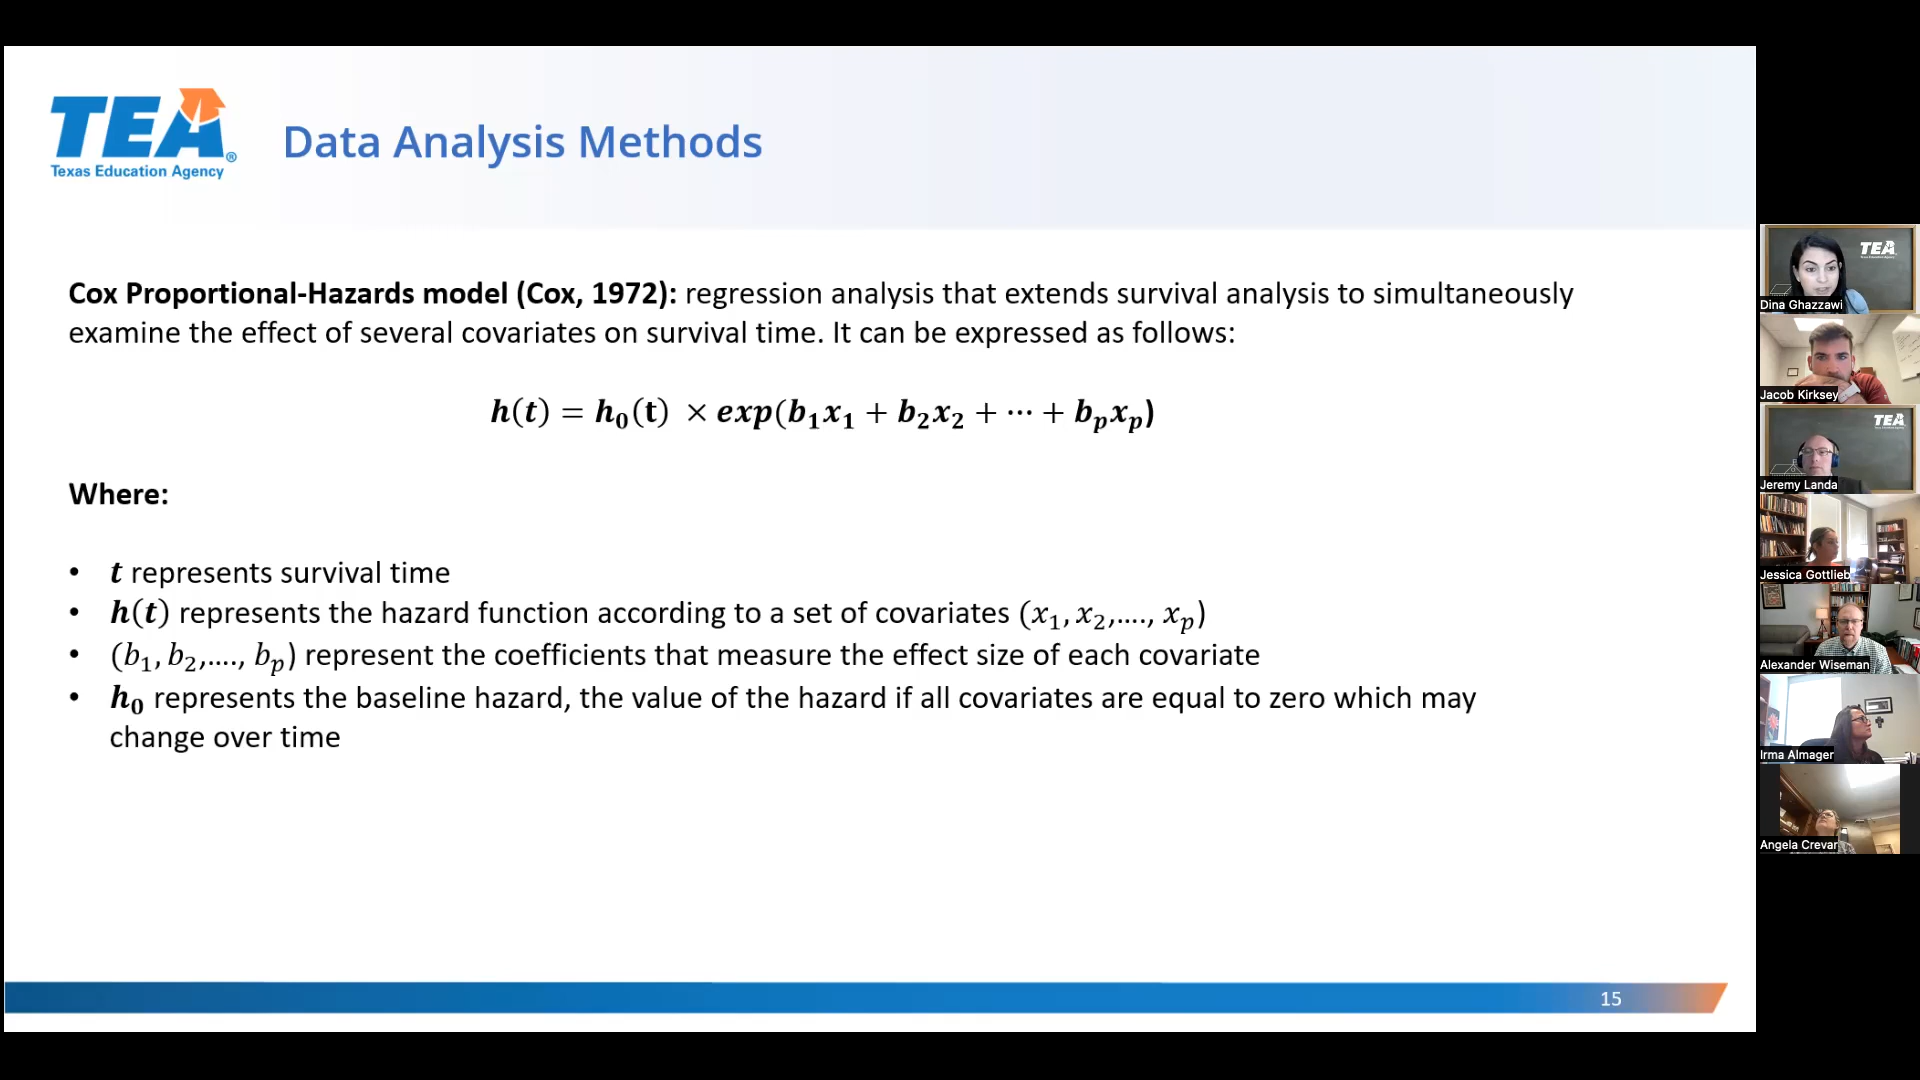 TEA®
Texas Education Agency
Data Analysis Methods
Cox Proportional-Hazards model (Cox, 1972): regression analysis that extends survival analysis to simultaneously
examine the effect of several covariates on survival time. It can be expressed as follows:
h(t) = h₀(t) × exp(b₁x₁ + b₂x₂ + ⋯ + bₚxₚ)
Where:
• t represents survival time
• h(t) represents the hazard function according to a set of covariates (x₁, x₂,...., xₚ)
• (b₁, b₂,...., bₚ) represent the coefficients that measure the effect size of each covariate
• h₀ represents the baseline hazard, the value of the hazard if all covariates are equal to zero which may
change over time
15
TEA
Dina Ghazzawi
Jacob Kirksey
TEA
Jeremy Landa
Jessica Gottlieb
Alexander Wiseman
Irma Almager
Angela Crevar